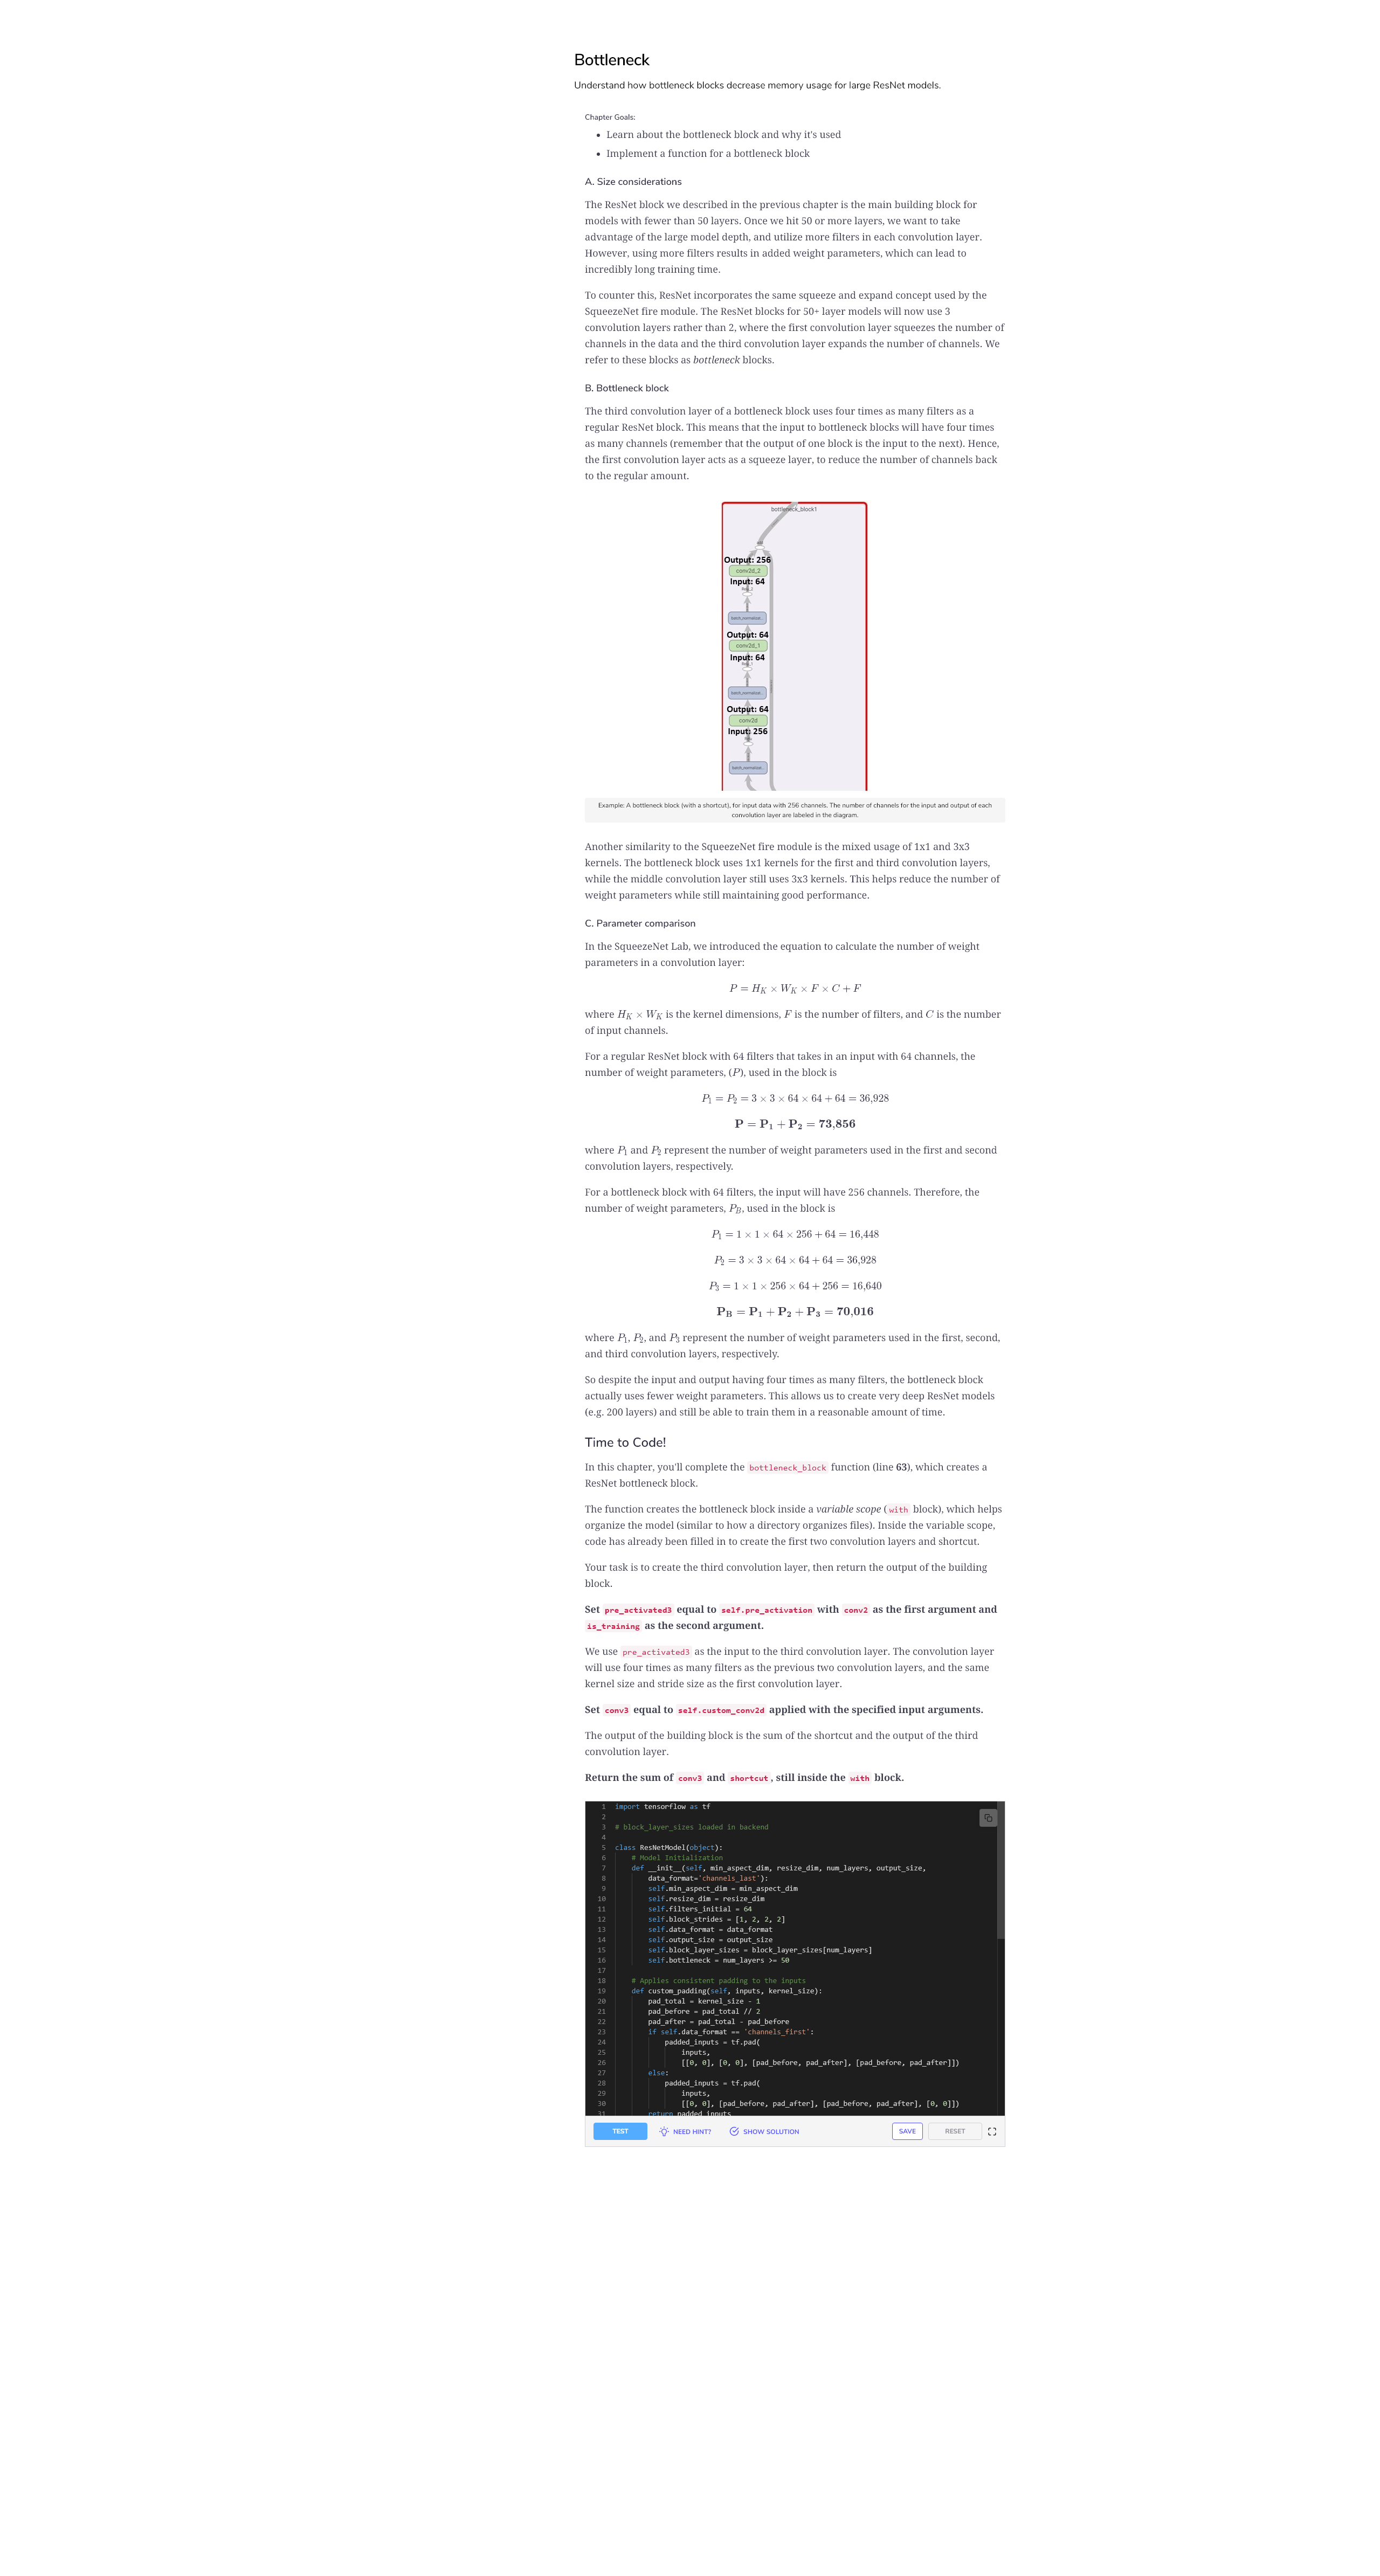 Bottleneck
Understand how bottleneck blocks decrease memory usage for large ResNet models.
Chapter Goals:
• Learn about the bottleneck block and why it's used
• Implement a function for a bottleneck block
A. Size considerations
The ResNet block we described in the previous chapter is the main building block for
models with fewer than 50 layers. Once we hit 50 or more layers, we want to take
advantage of the large model depth, and utilize more filters in each convolution layer.
However, using more filters results in added weight parameters, which can lead to
incredibly long training time.
To counter this, ResNet incorporates the same squeeze and expand concept used by the
SqueezeNet fire module. The ResNet blocks for 50+ layer models will now use 3
convolution layers rather than 2, where the first convolution layer squeezes the number of
channels in the data and the third convolution layer expands the number of channels. We
refer to these blocks as bottleneck blocks.
B. Bottleneck block
The third convolution layer of a bottleneck block uses four times as many filters as a
regular ResNet block. This means that the input to bottleneck blocks will have four times
as many channels (remember that the output of one block is the input to the next). Hence,
the first convolution layer acts as a squeeze layer, to reduce the number of channels back
to the regular amount.
bottleneck_block1
Output: 256
conv2d_2
Input: 64
Output: 64
conv2d_1
Input: 64
Output: 64
conv2d
Input: 256
Example: A bottleneck block (with a shortcut), for input data with 256 channels. The number of channels for the input and output of each
convolution layer are labeled in the diagram.
Another similarity to the SqueezeNet fire module is the mixed usage of 1x1 and 3x3
kernels. The bottleneck block uses 1x1 kernels for the first and third convolution layers,
while the middle convolution layer still uses 3x3 kernels. This helps reduce the number of
weight parameters while still maintaining good performance.
C. Parameter comparison
In the SqueezeNet Lab, we introduced the equation to calculate the number of weight
parameters in a convolution layer:
P = H_K × W_K × F × C + F
where H_K × W_K is the kernel dimensions, F is the number of filters, and C is the number
of input channels.
For a regular ResNet block with 64 filters that takes in an input with 64 channels, the
number of weight parameters, (P), used in the block is
P₁ = P₂ = 3 × 3 × 64 × 64 + 64 = 36,928
P = P₁ + P₂ = 73,856
where P₁ and P₂ represent the number of weight parameters used in the first and second
convolution layers, respectively.
For a bottleneck block with 64 filters, the input will have 256 channels. Therefore, the
number of weight parameters, P_B, used in the block is
P₁ = 1 × 1 × 64 × 256 + 64 = 16,448
P₂ = 3 × 3 × 64 × 64 + 64 = 36,928
P₃ = 1 × 1 × 256 × 64 + 256 = 16,640
P_B = P₁ + P₂ + P₃ = 70,016
where P₁, P₂, and P₃ represent the number of weight parameters used in the first, second,
and third convolution layers, respectively.
So despite the input and output having four times as many filters, the bottleneck block
actually uses fewer weight parameters. This allows us to create very deep ResNet models
(e.g. 200 layers) and still be able to train them in a reasonable amount of time.
Time to Code!
In this chapter, you'll complete the bottleneck_block function (line 63), which creates a
ResNet bottleneck block.
The function creates the bottleneck block inside a variable scope (with block), which helps
organize the model (similar to how a directory organizes files). Inside the variable scope,
code has already been filled in to create the first two convolution layers and shortcut.
Your task is to create the third convolution layer, then return the output of the building
block.
Set pre_activated3 equal to self.pre_activation with conv2 as the first argument and
is_training as the second argument.
We use pre_activated3 as the input to the third convolution layer. The convolution layer
will use four times as many filters as the previous two convolution layers, and the same
kernel size and stride size as the first convolution layer.
Set conv3 equal to self.custom_conv2d applied with the specified input arguments.
The output of the building block is the sum of the shortcut and the output of the third
convolution layer.
Return the sum of conv3 and shortcut, still inside the with block.
1 import tensorflow as tf
2
3 # block_layer_sizes loaded in backend
4
5 class ResNetModel(object):
6     # Model Initialization
7     def __init__(self, min_aspect_dim, resize_dim, num_layers, output_size,
8         data_format='channels_last'):
9         self.min_aspect_dim = min_aspect_dim
10         self.resize_dim = resize_dim
11         self.filters_initial = 64
12         self.block_strides = [1, 2, 2, 2]
13         self.data_format = data_format
14         self.output_size = output_size
15         self.block_layer_sizes = block_layer_sizes[num_layers]
16         self.bottleneck = num_layers >= 50
17
18     # Applies consistent padding to the inputs
19     def custom_padding(self, inputs, kernel_size):
20         pad_total = kernel_size - 1
21         pad_before = pad_total // 2
22         pad_after = pad_total - pad_before
23         if self.data_format == 'channels_first':
24             padded_inputs = tf.pad(
25                 inputs,
26                 [[0, 0], [0, 0], [pad_before, pad_after], [pad_before, pad_after]])
27         else:
28             padded_inputs = tf.pad(
29                 inputs,
30                 [[0, 0], [pad_before, pad_after], [pad_before, pad_after], [0, 0]])
31         return padded_inputs
TEST NEED HINT? SHOW SOLUTION SAVE RESET